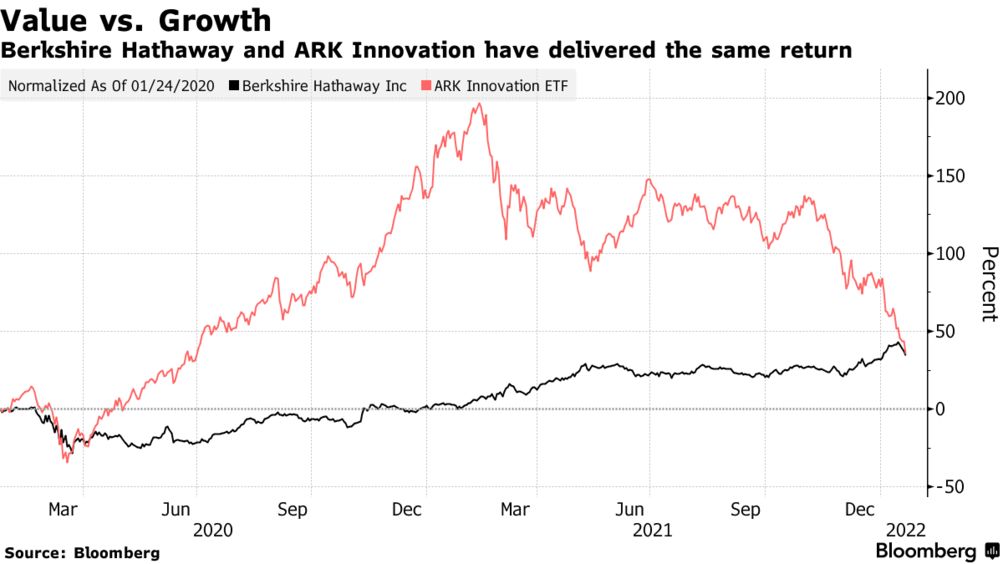 Value vs. Growth
Berkshire Hathaway and ARK Innovation have delivered the same return
Normalized As Of 01/24/2020 Berkshire Hathaway Inc ARK Innovation ETF
200
150
100
50
0
-50
Percent
Mar Jun Sep Dec Mar Jun Sep Dec
2020 2021 2022
Source: Bloomberg
Bloomberg